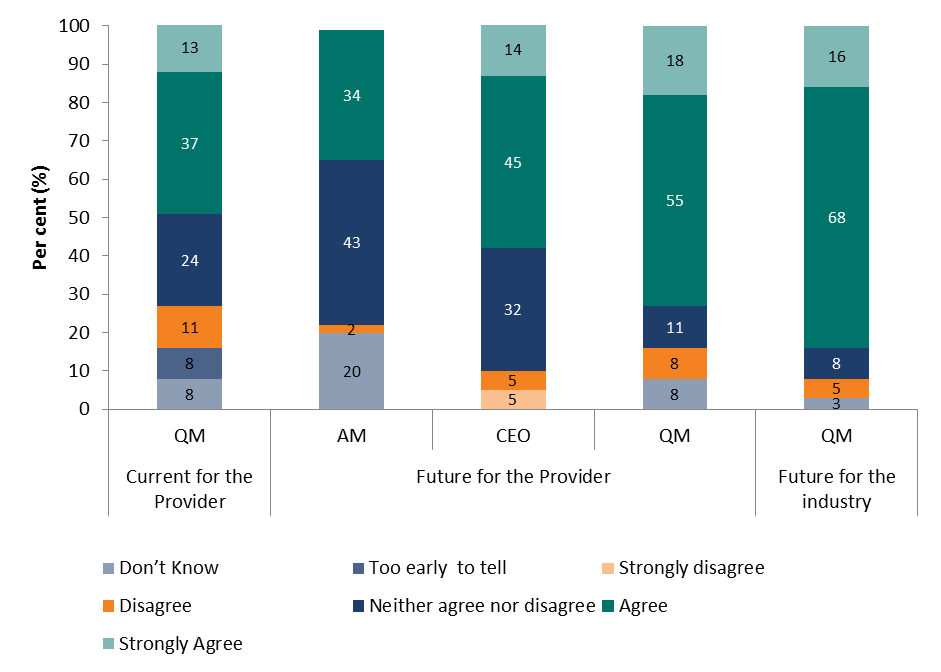 100
90
80
70
60
50
40
30
20
10
0
Per cent (%)
13
37
24
11
8
8
34
43
2
20
14
45
32
5
5
18
55
11
8
8
16
68
8
5
3
QM
AM
CEO
QM
QM
Current for the
Provider
Future for the Provider
Future for the
industry
Don’t Know
Too early to tell
Strongly disagree
Disagree
Neither agree nor disagree
Agree
Strongly Agree